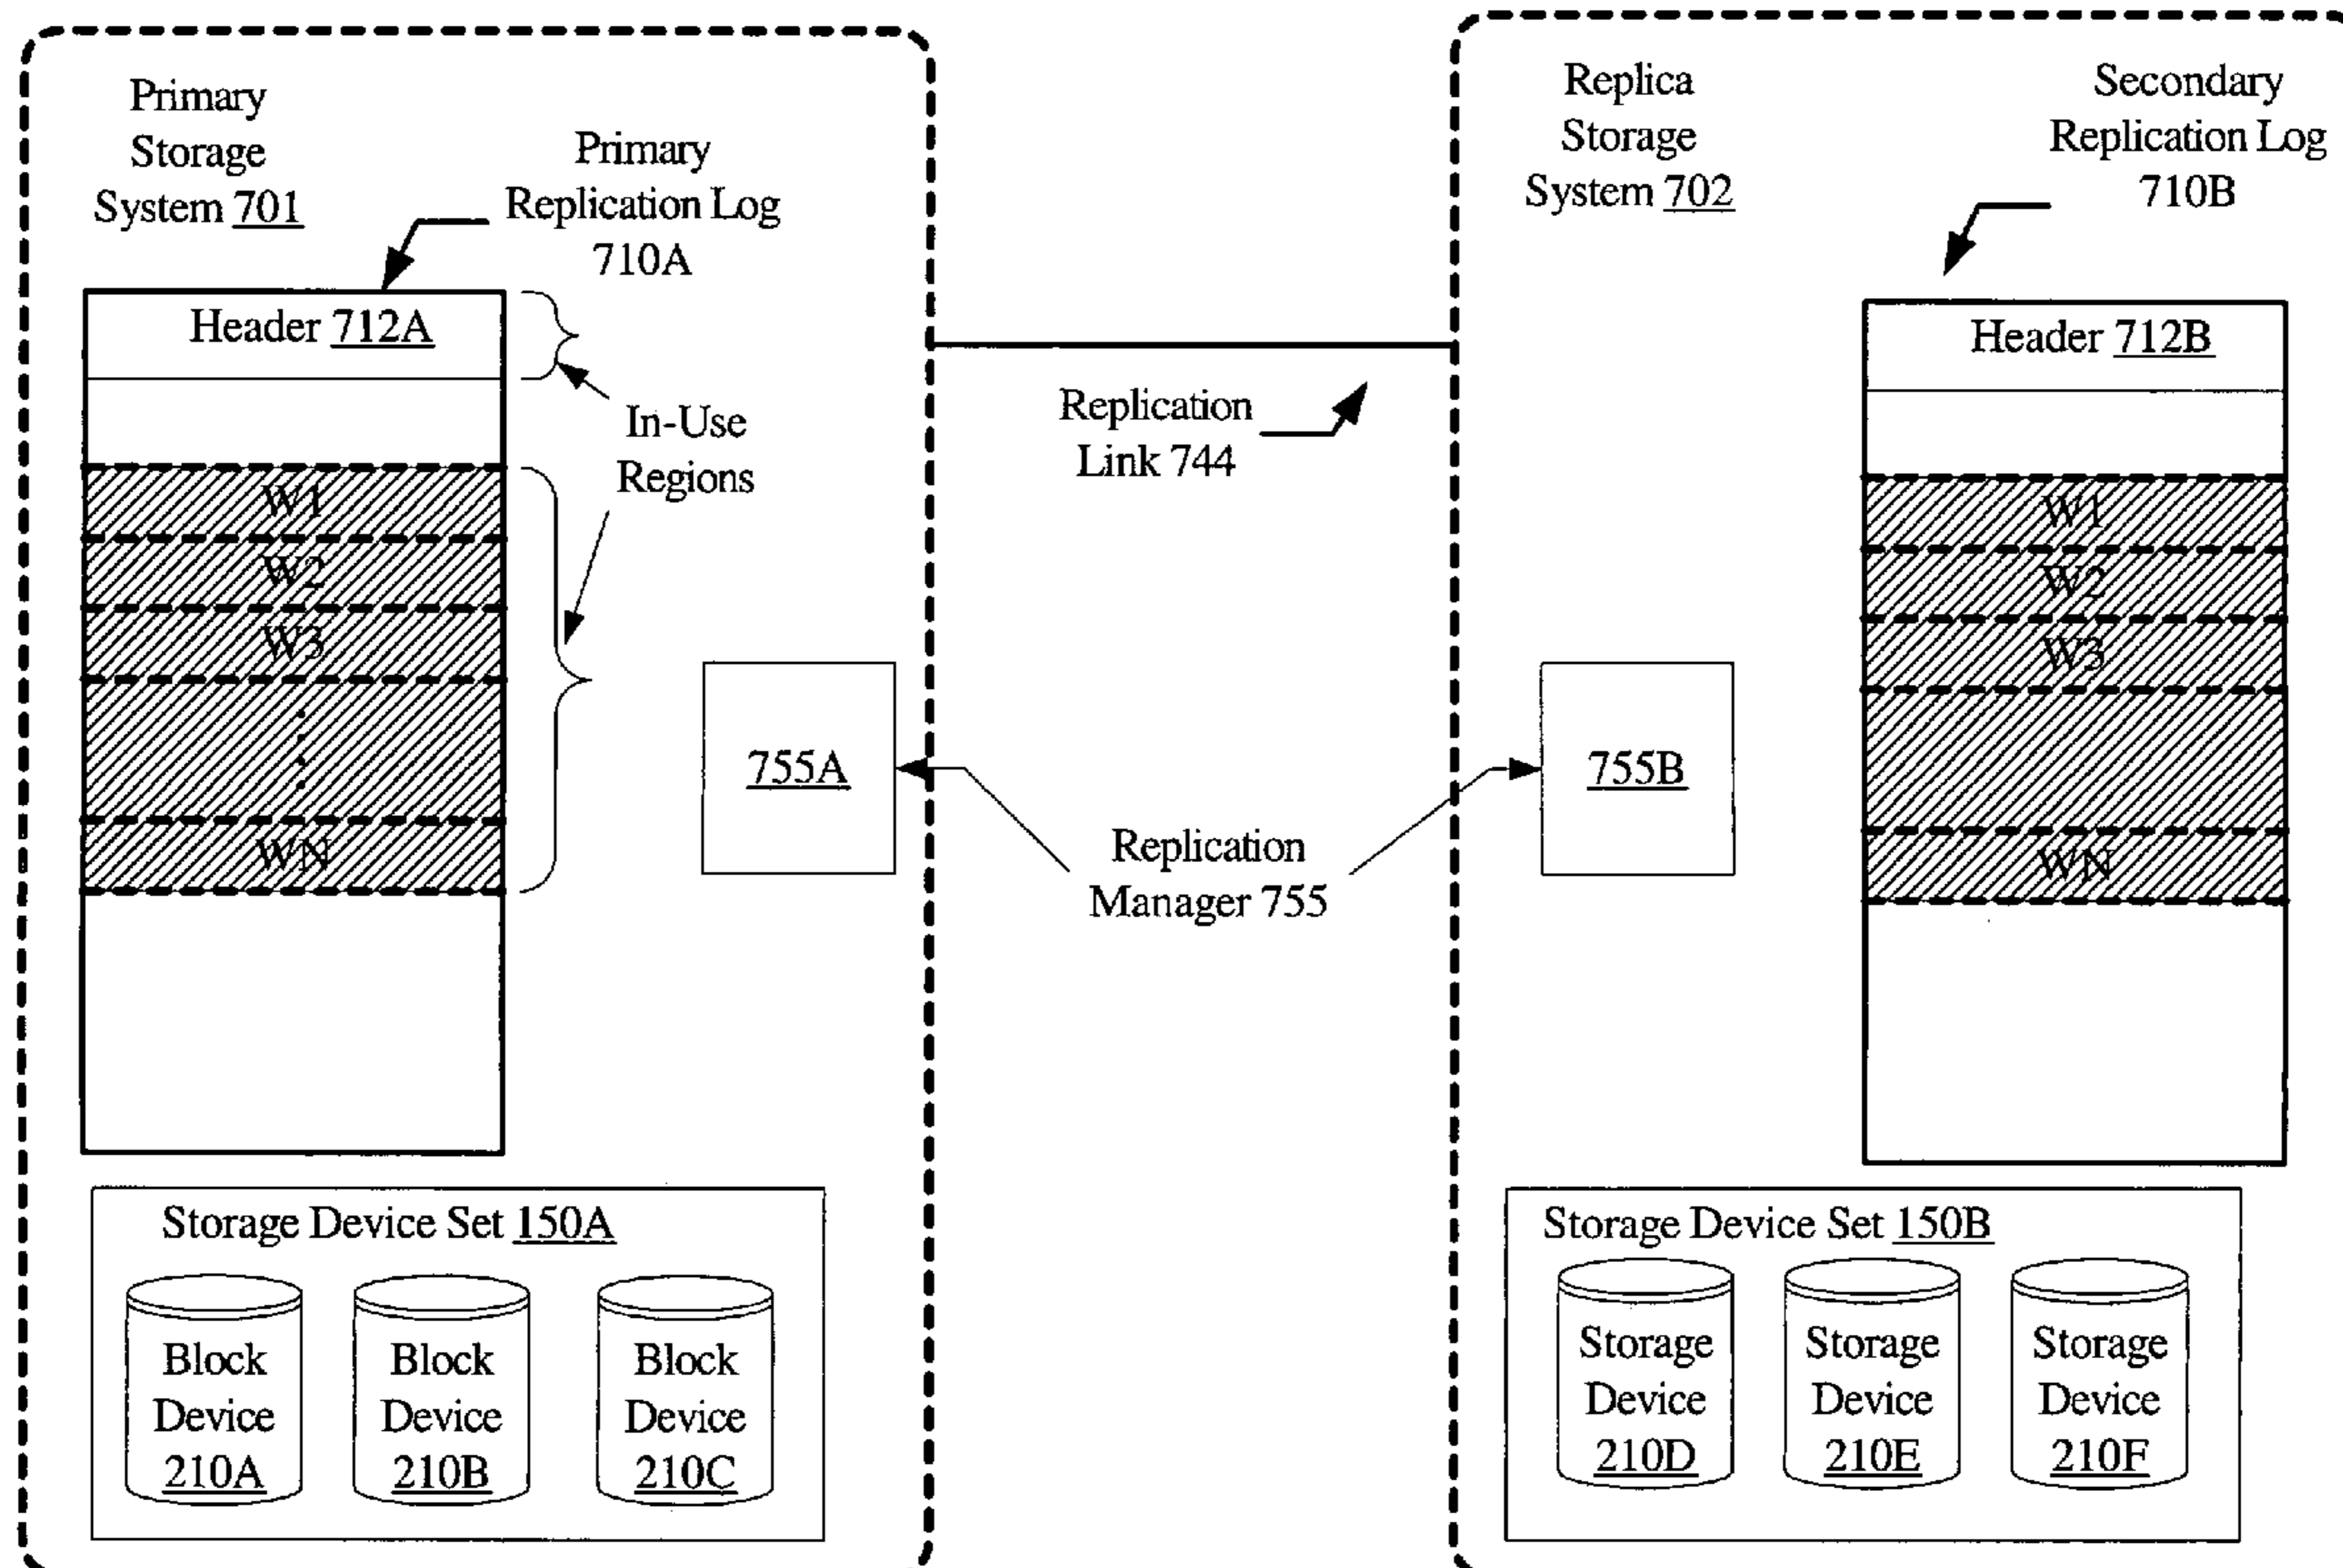 Primary
Storage
System 701
Primary
Replication Log
710A
Header 712A
In-Use
Regions
W1
W2
W3
WN
755A
Storage Device Set 150A
Block
Device
210A
Block
Device
210B
Block
Device
210C
Replication
Link 744
Replication
Manager 755
Replica
Storage
System 702
Secondary
Replication Log
710B
Header 712B
W1
W2
W3
WN
755B
Storage Device Set 150B
Storage
Device
210D
Storage
Device
210E
Storage
Device
210F